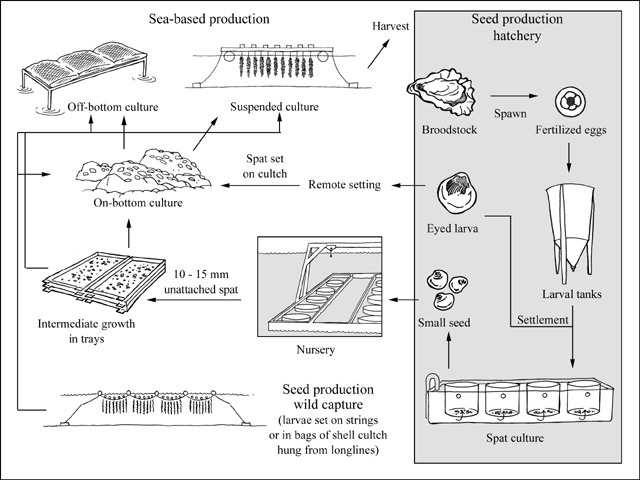 Sea-based production
Seed production
hatchery
Harvest
Off-bottom culture
Suspended culture
Broodstock
Spawn
Fertilized eggs
Spat set
on cultch
Remote setting
On-bottom culture
Eyed larva
10 - 15 mm
unattached spat
Larval tanks
Intermediate growth
in trays
Nursery
Small seed
Settlement
Seed production
wild capture
(larvae set on strings
or in bags of shell cultch
hung from longlines)
Spat culture